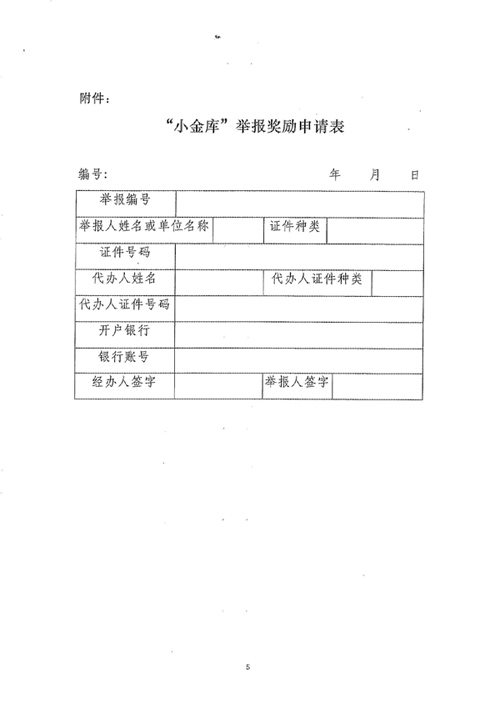 附件：
“小金库”举报奖励申请表
编号： 年 月 日
举报编号
举报人姓名或单位名称 证件种类
证件号码
代办人姓名 代办人证件种类
代办人证件号码
开户银行
银行账号
经办人签字 举报人签字
5